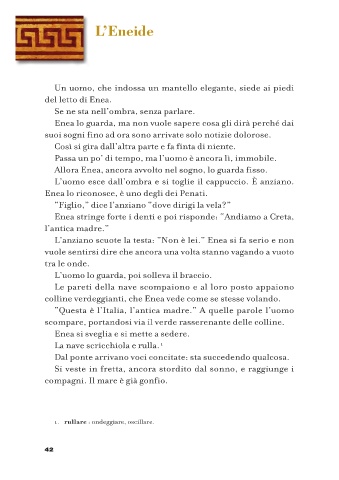 L’Eneide
Un uomo, che indossa un mantello elegante, siede ai piedi
del letto di Enea.
Se ne sta nell’ombra, senza parlare.
Enea lo guarda, ma non vuole sapere cosa gli dirà perché dai
suoi sogni fino ad ora sono arrivate solo notizie dolorose.
Così si gira dall’altra parte e fa finta di niente.
Passa un po’ di tempo, ma l’uomo è ancora lì, immobile.
Allora Enea, ancora avvolto nel sogno, lo guarda fisso.
L’uomo esce dall’ombra e si toglie il cappuccio. È anziano.
Enea lo riconosce, è uno degli dei Penati.
“Figlio,” dice l’anziano “dove dirigi la vela?”
Enea stringe forte i denti e poi risponde: “Andiamo a Creta,
l’antica madre.”
L’anziano scuote la testa: “Non è lei.” Enea si fa serio e non
vuole sentirsi dire che ancora una volta stanno vagando a vuoto
tra le onde.
L’uomo lo guarda, poi solleva il braccio.
Le pareti della nave scompaiono e al loro posto appaiono
colline verdeggianti, che Enea vede come se stesse volando.
“Questa è l’Italia, l’antica madre.” A quelle parole l’uomo
scompare, portandosi via il verde rasserenante delle colline.
Enea si sveglia e si mette a sedere.
La nave scricchiola e rulla.¹
Dal ponte arrivano voci concitate: sta succedendo qualcosa.
Si veste in fretta, ancora stordito dal sonno, e raggiunge i
compagni. Il mare è già gonfio.
1. rullare : ondeggiare, oscillare.
42